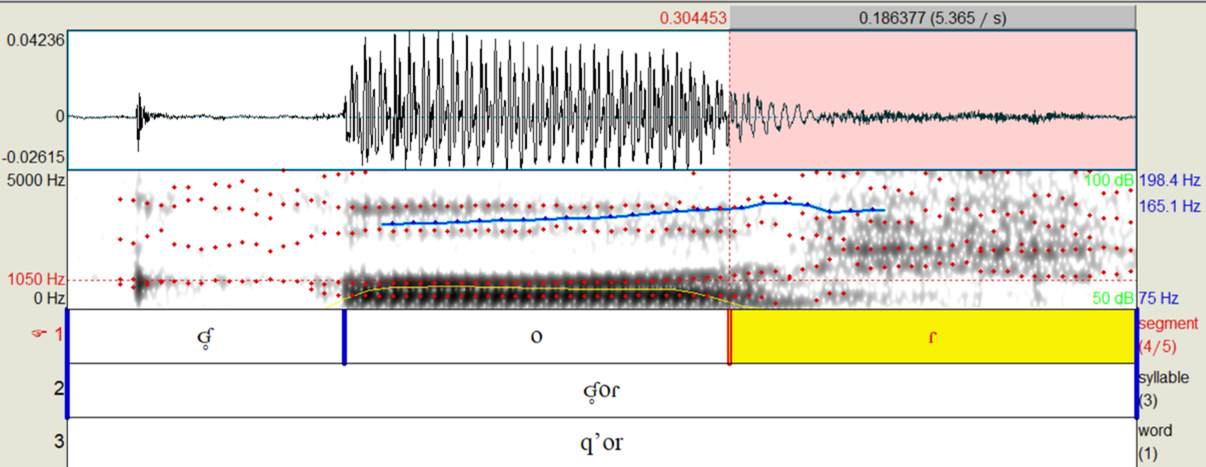 0.304453 0.186377 (5.365 / s)
0.04236
0
-0.02615
5000 Hz 100 dB 198.4 Hz
165.1 Hz
1050 Hz
0 Hz 50 dB 75 Hz
☞ 1 ʛ̥ o ɾ segment
(4/5)
2 ʛ̥oɾ syllable
(3)
3 q’or word
(1)